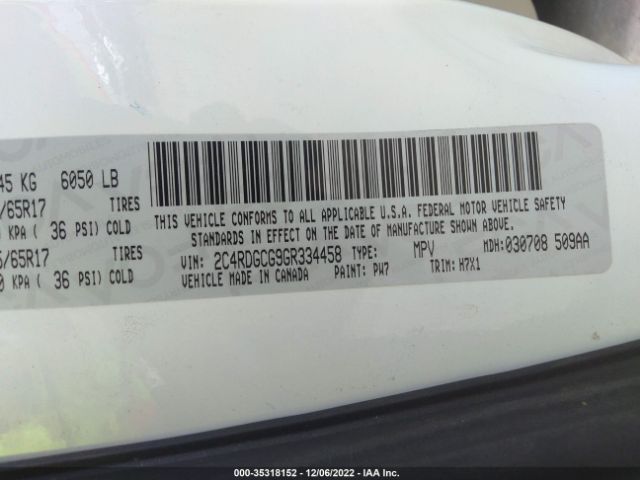 45 KG 6050 LB
/65R17 TIRES
KPA ( 36 PSI) COLD
/65R17 TIRES
0 KPA ( 36 PSI) COLD
THIS VEHICLE CONFORMS TO ALL APPLICABLE U.S.A. FEDERAL MOTOR VEHICLE SAFETY
STANDARDS IN EFFECT ON THE DATE OF MANUFACTURE SHOWN ABOVE.
VIN: 2C4RDGCG9GR334458 TYPE: MPV MDH: 030708 509AA
VEHICLE MADE IN CANADA PAINT: PW7 TRIM: H7X1
000-35318152 - 12/06/2022 - IAA Inc.